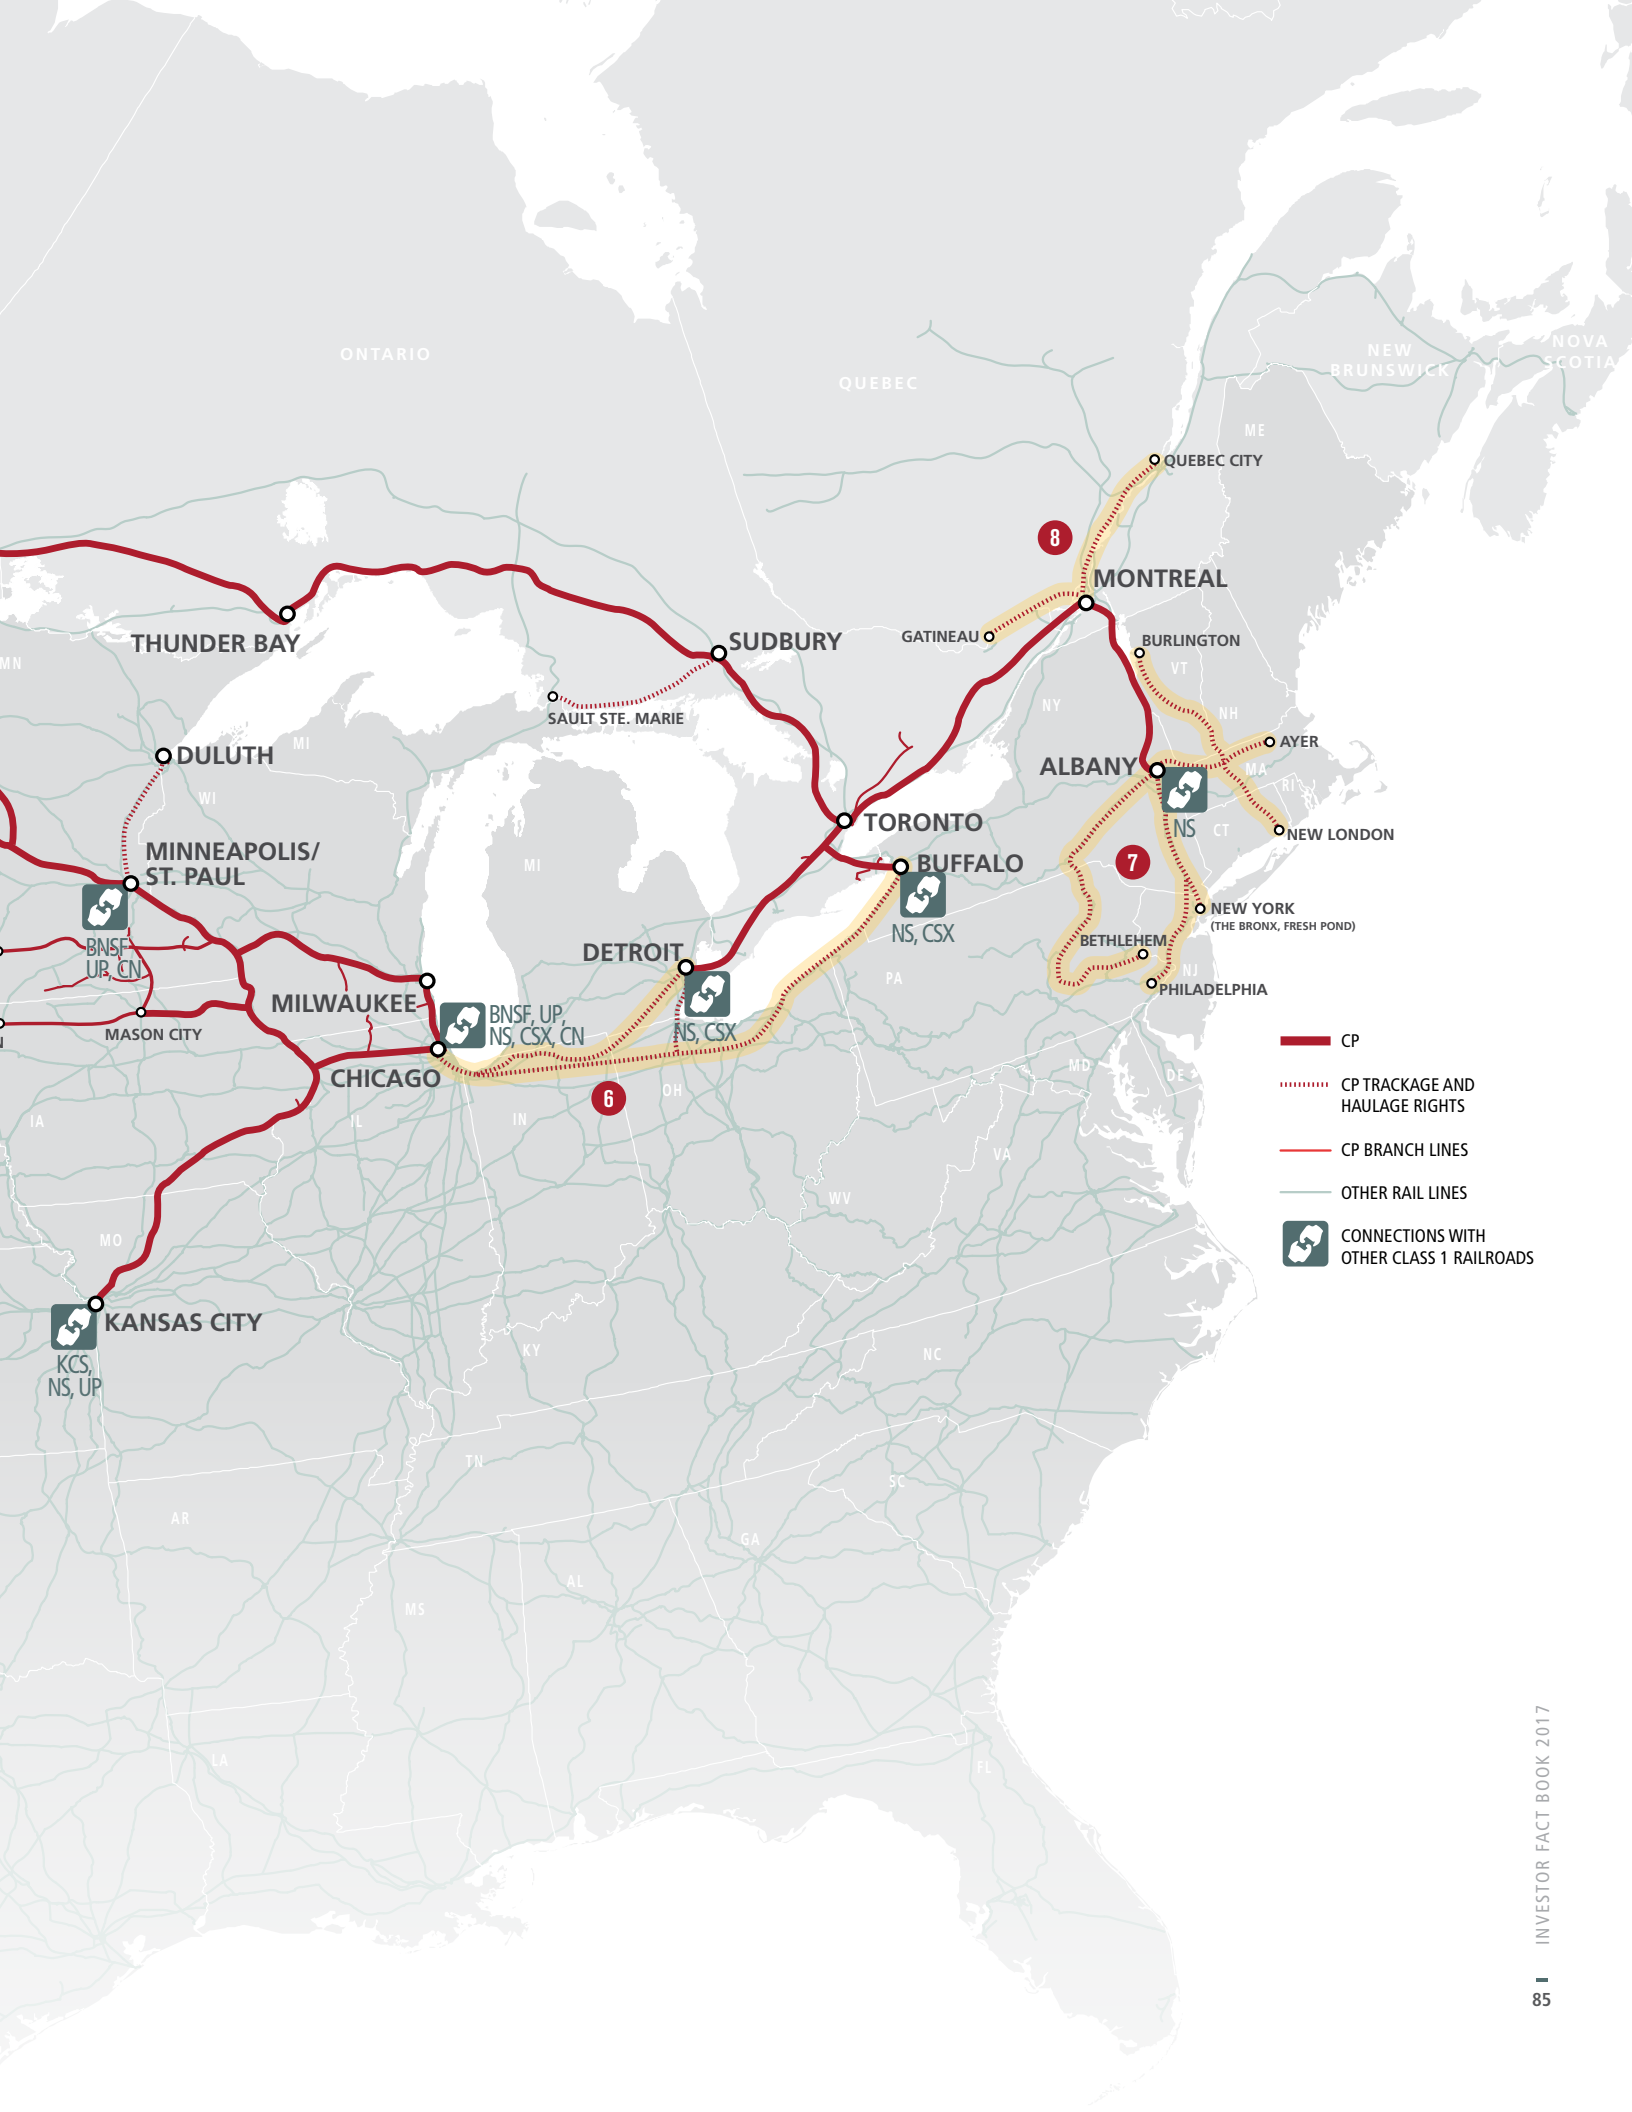 ONTARIO
QUEBEC
NEW
BRUNSWICK
NOVA
SCOTIA
ME
QUEBEC CITY
8
MONTREAL
GATINEAU
BURLINGTON
VT
THUNDER BAY
SUDBURY
MN
SAULT STE. MARIE
NY
NH
AYER
DULUTH
MI
ALBANY
MA
RI
WI
NS
CT
NEW LONDON
TORONTO
MINNEAPOLIS/
ST. PAUL
MI
BUFFALO
7
NEW YORK
(THE BRONX, FRESH POND)
NS, CSX
BNSF
UP, CN
DETROIT
BETHLEHEM
NJ
PA
PHILADELPHIA
MILWAUKEE
BNSF, UP,
NS, CSX, CN
NS, CSX
MASON CITY
N
CHICAGO
6
OH
MD
DE
IA
IL
IN
VA
WV
MO
KANSAS CITY
KCS,
NS, UP
KY
NC
TN
SC
AR
GA
AL
MS
LA
FL
CP
CP TRACKAGE AND
HAULAGE RIGHTS
CP BRANCH LINES
OTHER RAIL LINES
CONNECTIONS WITH
OTHER CLASS 1 RAILROADS
INVESTOR FACT BOOK 2017
85